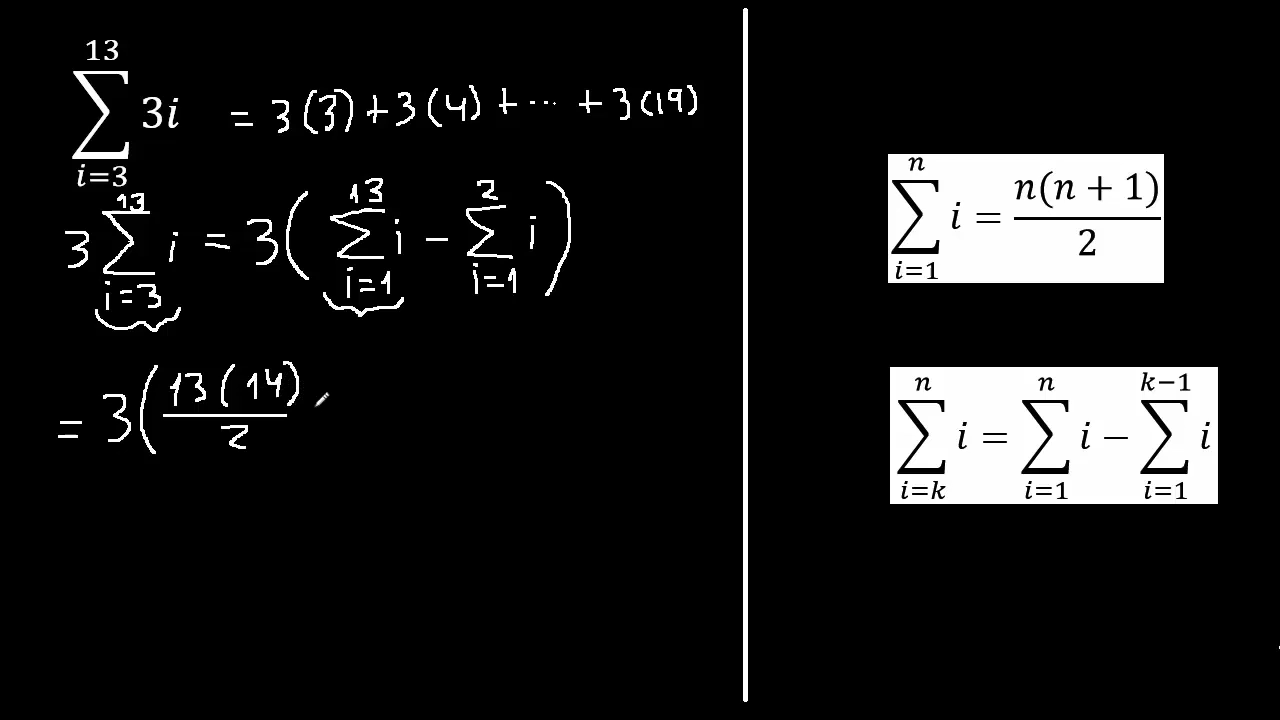 13
∑ 3i = 3(3) + 3(4) + ⋯ + 3(19)
i=3
13 13 2
3 ∑ i = 3( ∑ i − ∑ i )
i=3 i=1 i=1
= 3( 13(14)
2
n
∑ i = n(n + 1)
i=1 2
n n k−1
∑ i = ∑ i − ∑ i
i=k i=1 i=1